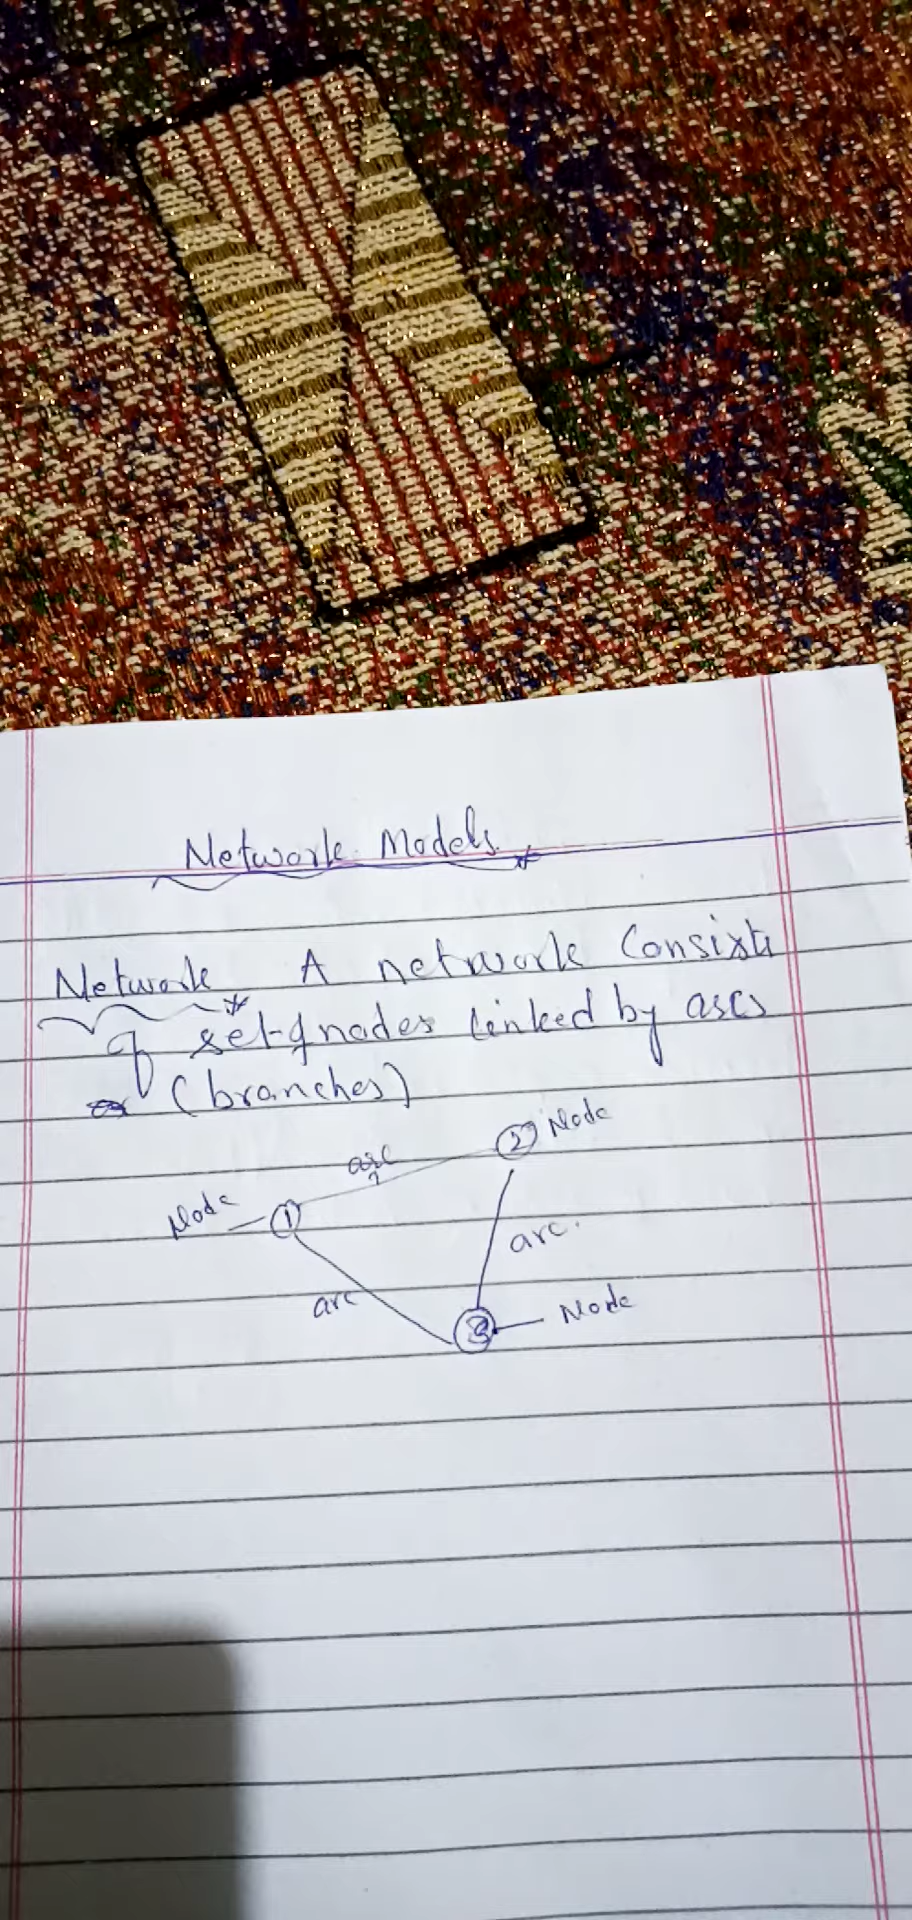 Network Models
Network A network Consists
of set of nodes linked by arcs
(branches)
② Node
arc
Node ①
arc.
arc
③ Node